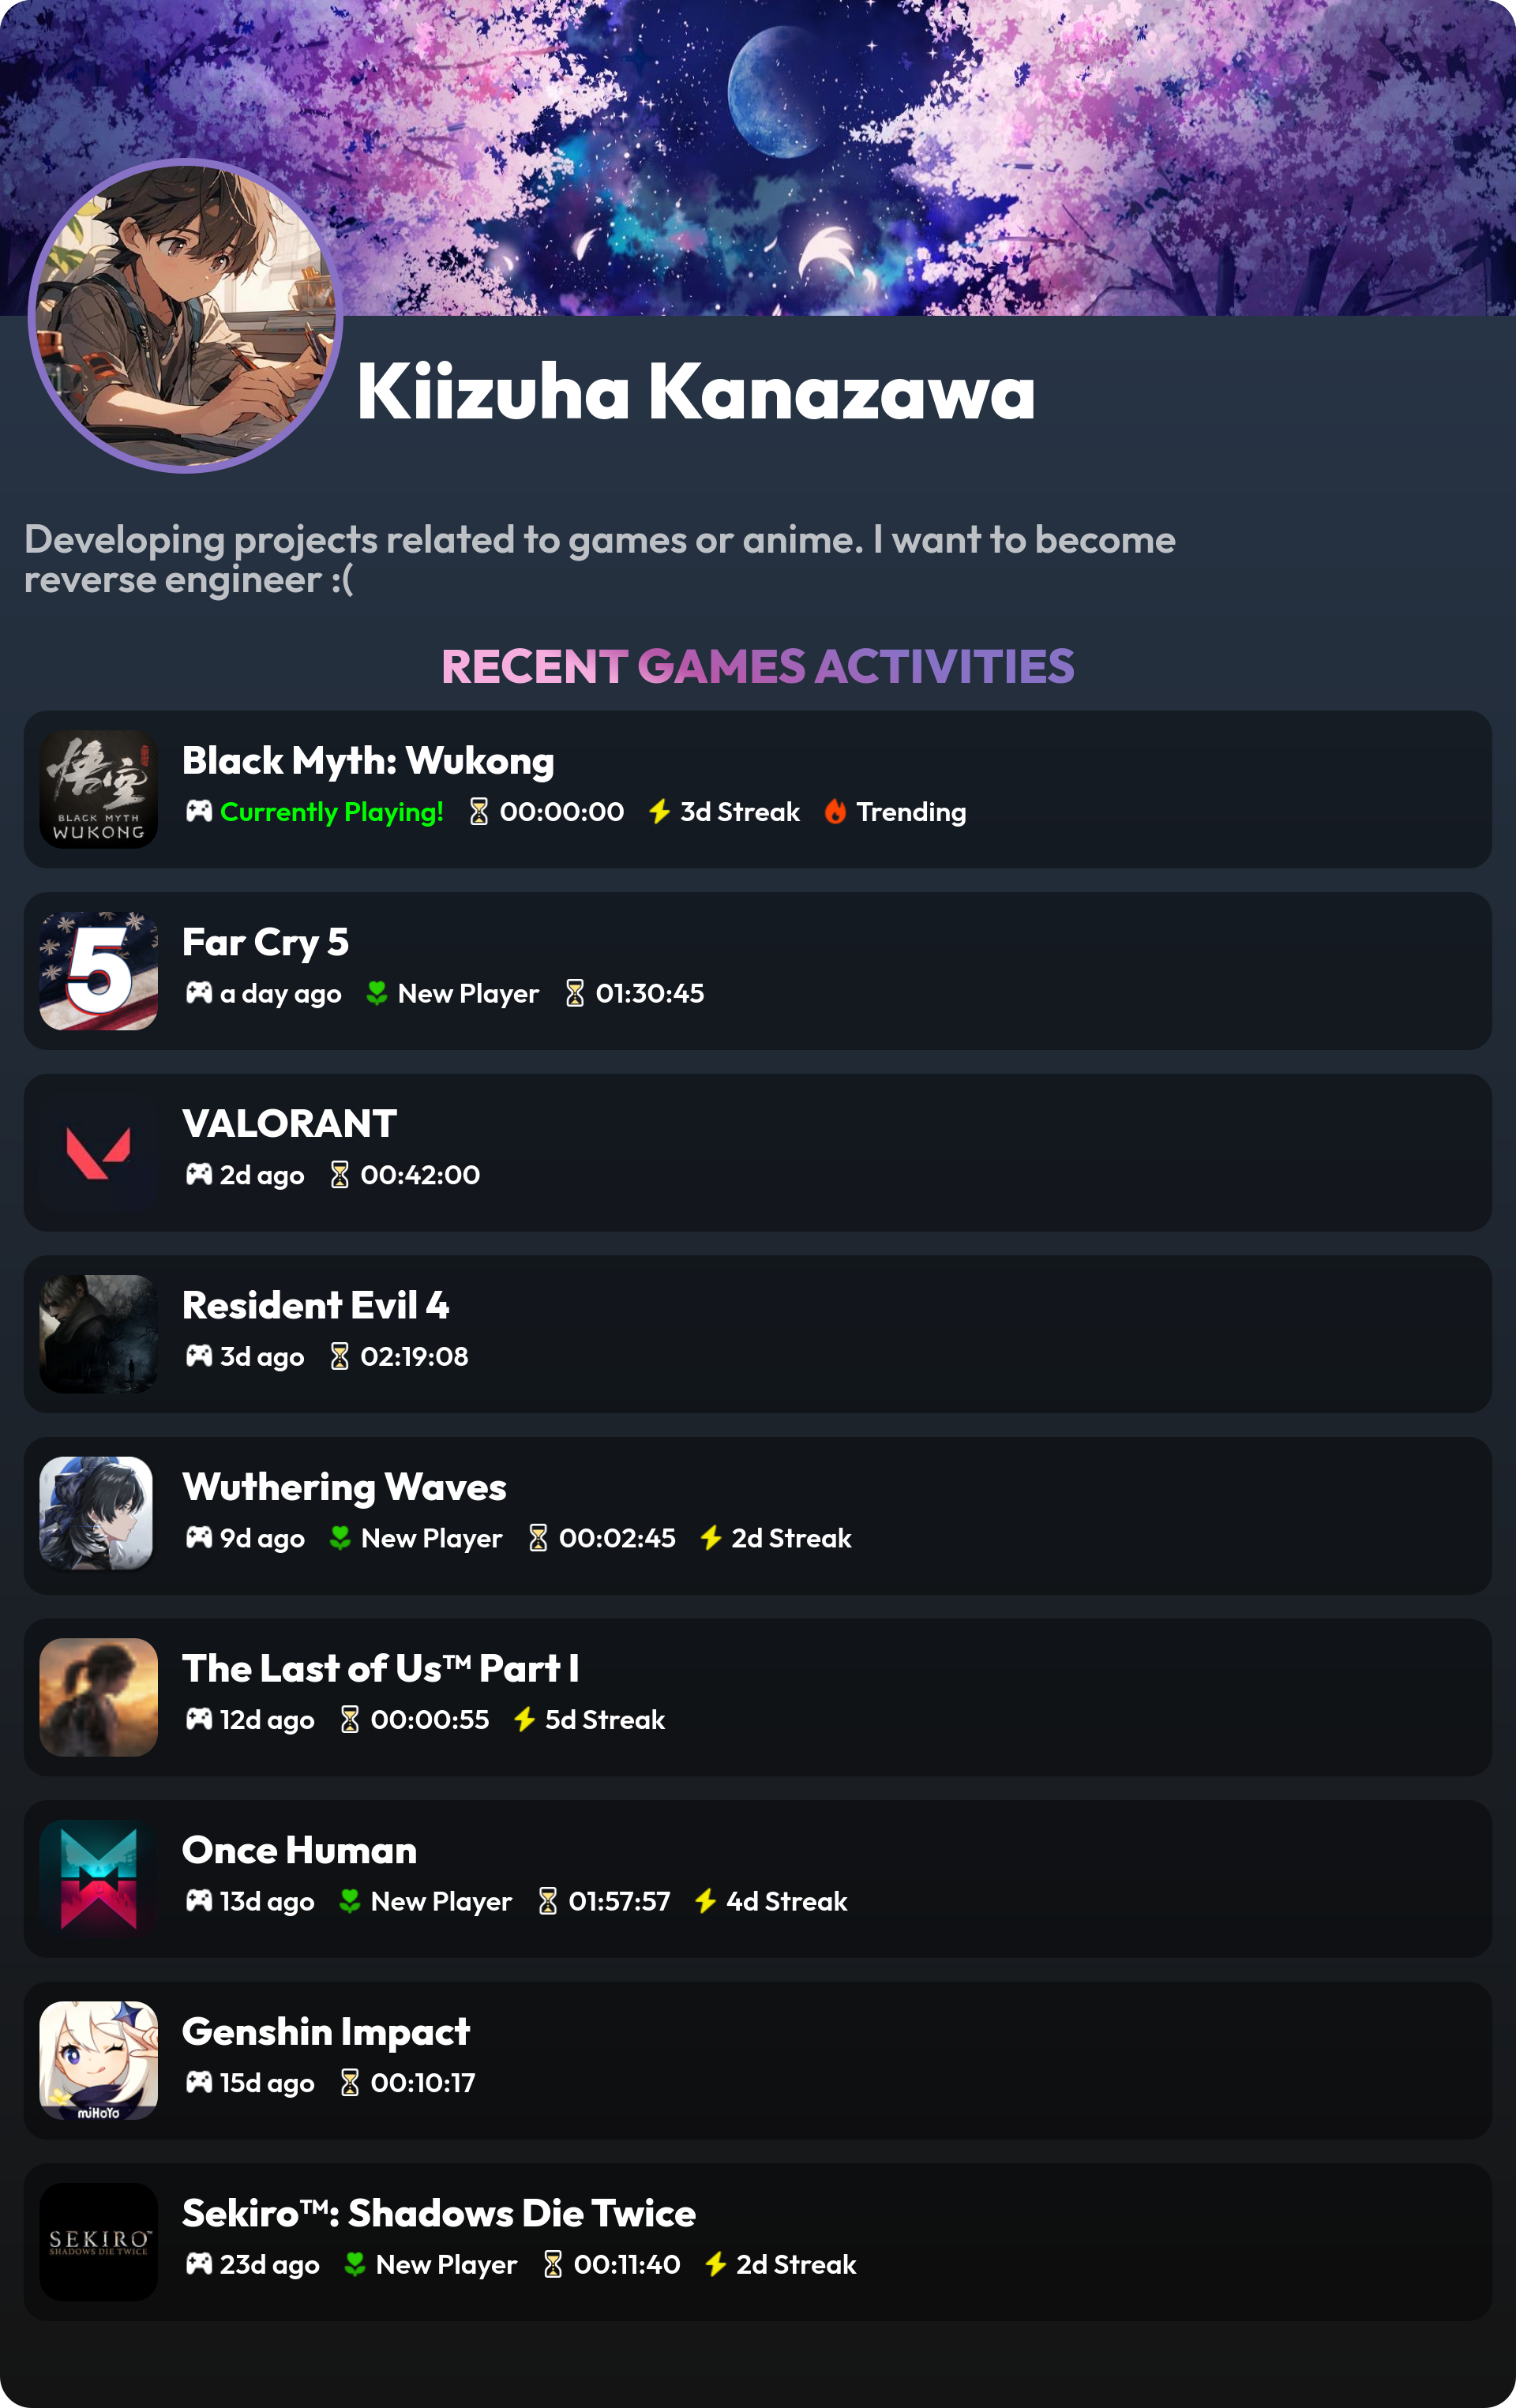 Kiizuha Kanazawa
Developing projects related to games or anime. I want to become
reverse engineer :(
RECENT GAMES ACTIVITIES
悟空
BLACK MYTH
WUKONG
Black Myth: Wukong
Currently Playing! 00:00:00 3d Streak Trending
5
Far Cry 5
a day ago New Player 01:30:45
VALORANT
2d ago 00:42:00
Resident Evil 4
3d ago 02:19:08
Wuthering Waves
9d ago New Player 00:02:45 2d Streak
The Last of Us™ Part I
12d ago 00:00:55 5d Streak
Once Human
13d ago New Player 01:57:57 4d Streak
miHoYo
Genshin Impact
15d ago 00:10:17
SEKIRO™
SHADOWS DIE TWICE
Sekiro™: Shadows Die Twice
23d ago New Player 00:11:40 2d Streak